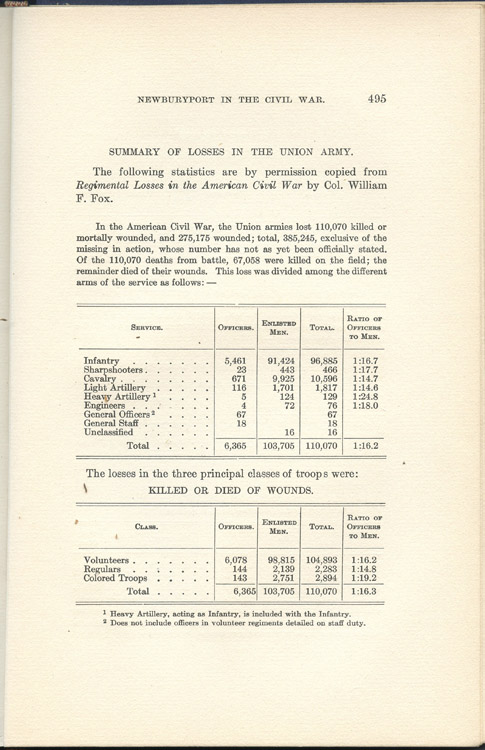 NEWBURYPORT IN THE CIVIL WAR. 495
SUMMARY OF LOSSES IN THE UNION ARMY.
The following statistics are by permission copied from
Regimental Losses in the American Civil War by Col. William
F. Fox.
In the American Civil War, the Union armies lost 110,070 killed or
mortally wounded, and 275,175 wounded; total, 385,245, exclusive of the
missing in action, whose number has not as yet been officially stated.
Of the 110,070 deaths from battle, 67,058 were killed on the field; the
remainder died of their wounds. This loss was divided among the different
arms of the service as follows: —
SERVICE. OFFICERS. ENLISTED MEN. TOTAL. RATIO OF OFFICERS TO MEN.
Infantry . . . . . . . 5,461 91,424 96,885 1:16.7
Sharpshooters . . . . . 23 443 466 1:17.7
Cavalry . . . . . . . . 671 9,925 10,596 1:14.7
Light Artillery . . . . . 116 1,701 1,817 1:14.6
Heavy Artillery 1 . . . . 5 124 129 1:24.8
Engineers . . . . . . . 4 72 76 1:18.0
General Officers 2 . . . . 67 67
General Staff . . . . . 18 18
Unclassified . . . . . 16 16
Total . . . . . 6,365 103,705 110,070 1:16.2
The losses in the three principal classes of troops were:
KILLED OR DIED OF WOUNDS.
CLASS. OFFICERS. ENLISTED MEN. TOTAL. RATIO OF OFFICERS TO MEN.
Volunteers . . . . . . . 6,078 98,815 104,893 1:16.2
Regulars . . . . . . . 144 2,139 2,283 1:14.8
Colored Troops . . . . . 143 2,751 2,894 1:19.2
Total . . . . . 6,365 103,705 110,070 1:16.3
1 Heavy Artillery, acting as Infantry, is included with the Infantry.
2 Does not include officers in volunteer regiments detailed on staff duty.